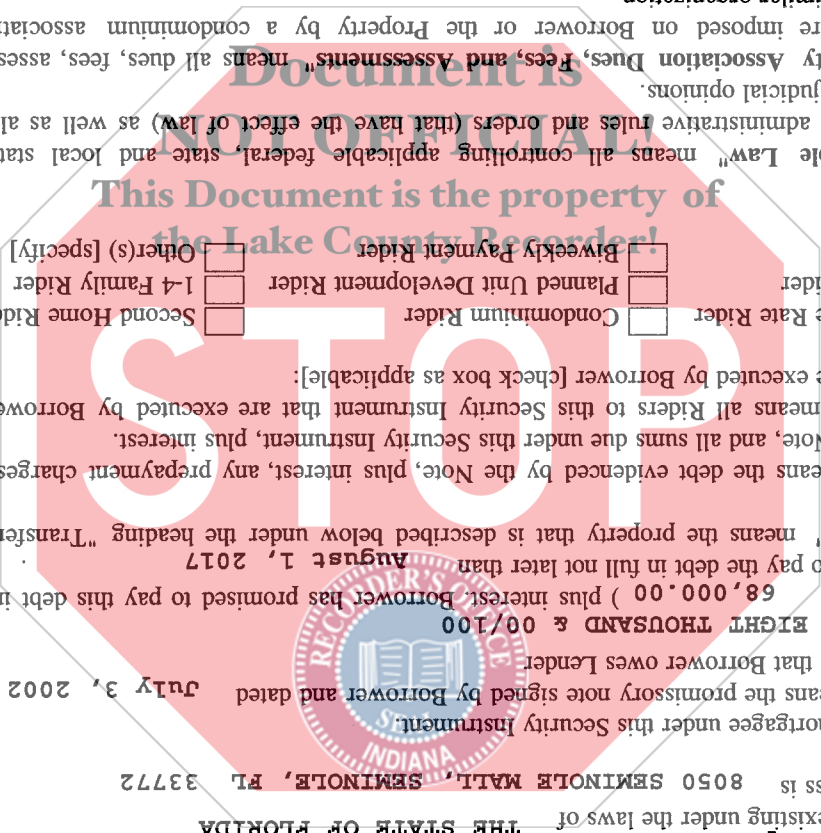 existing under the laws of THE STATE OF FLORIDA
ss is 8050 SEMINOLE MALL, SEMINOLE, FL 33772
mortgagee under this Security Instrument.
eans the promissory note signed by Borrower and dated July 3, 2002
that Borrower owes Lender
EIGHT THOUSAND & 00/100
68,000.00 ) plus interest. Borrower has promised to pay this debt in
o pay the debt in full not later than August 1, 2017 .
" means the property that is described below under the heading "Transfer
means the debt evidenced by the Note, plus interest, any prepayment charges
Note, and all sums due under this Security Instrument, plus interest.
means all Riders to this Security Instrument that are executed by Borrowe
e executed by Borrower [check box as applicable]:
e Rate Rider Condominium Rider Second Home Ride
ider Planned Unit Development Rider 1-4 Family Rider
Biweekly Payment Rider Other(s) [specify]
ble Law" means all controlling applicable federal, state and local stat
administrative rules and orders (that have the effect of law) as well as al
judicial opinions.
ty Association Dues, Fees, and Assessments" means all dues, fees, asses
re imposed on Borrower or the Property by a condominium associati
imilar organization
Document is
NOT OFFICIAL!
This Document is the property of
the Lake County Recorder!
STOP
RECORDER'S OFFICE
SEAL
INDIANA